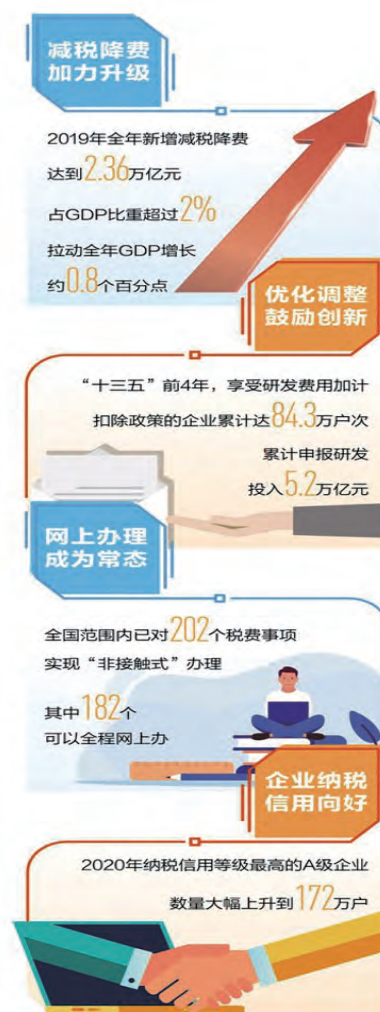 减税降费
加力升级
2019年全年新增减税降费
达到2.36万亿元
占GDP比重超过2%
拉动全年GDP增长
约0.8个百分点
优化调整
鼓励创新
“十三五”前4年，享受研发费用加计
扣除政策的企业累计达84.3万户次
累计申报研发
投入5.2万亿元
网上办理
成为常态
全国范围内已对202个税费事项
实现“非接触式”办理
其中182个
可以全程网上办
企业纳税
信用向好
2020年纳税信用等级最高的A级企业
数量大幅上升到172万户